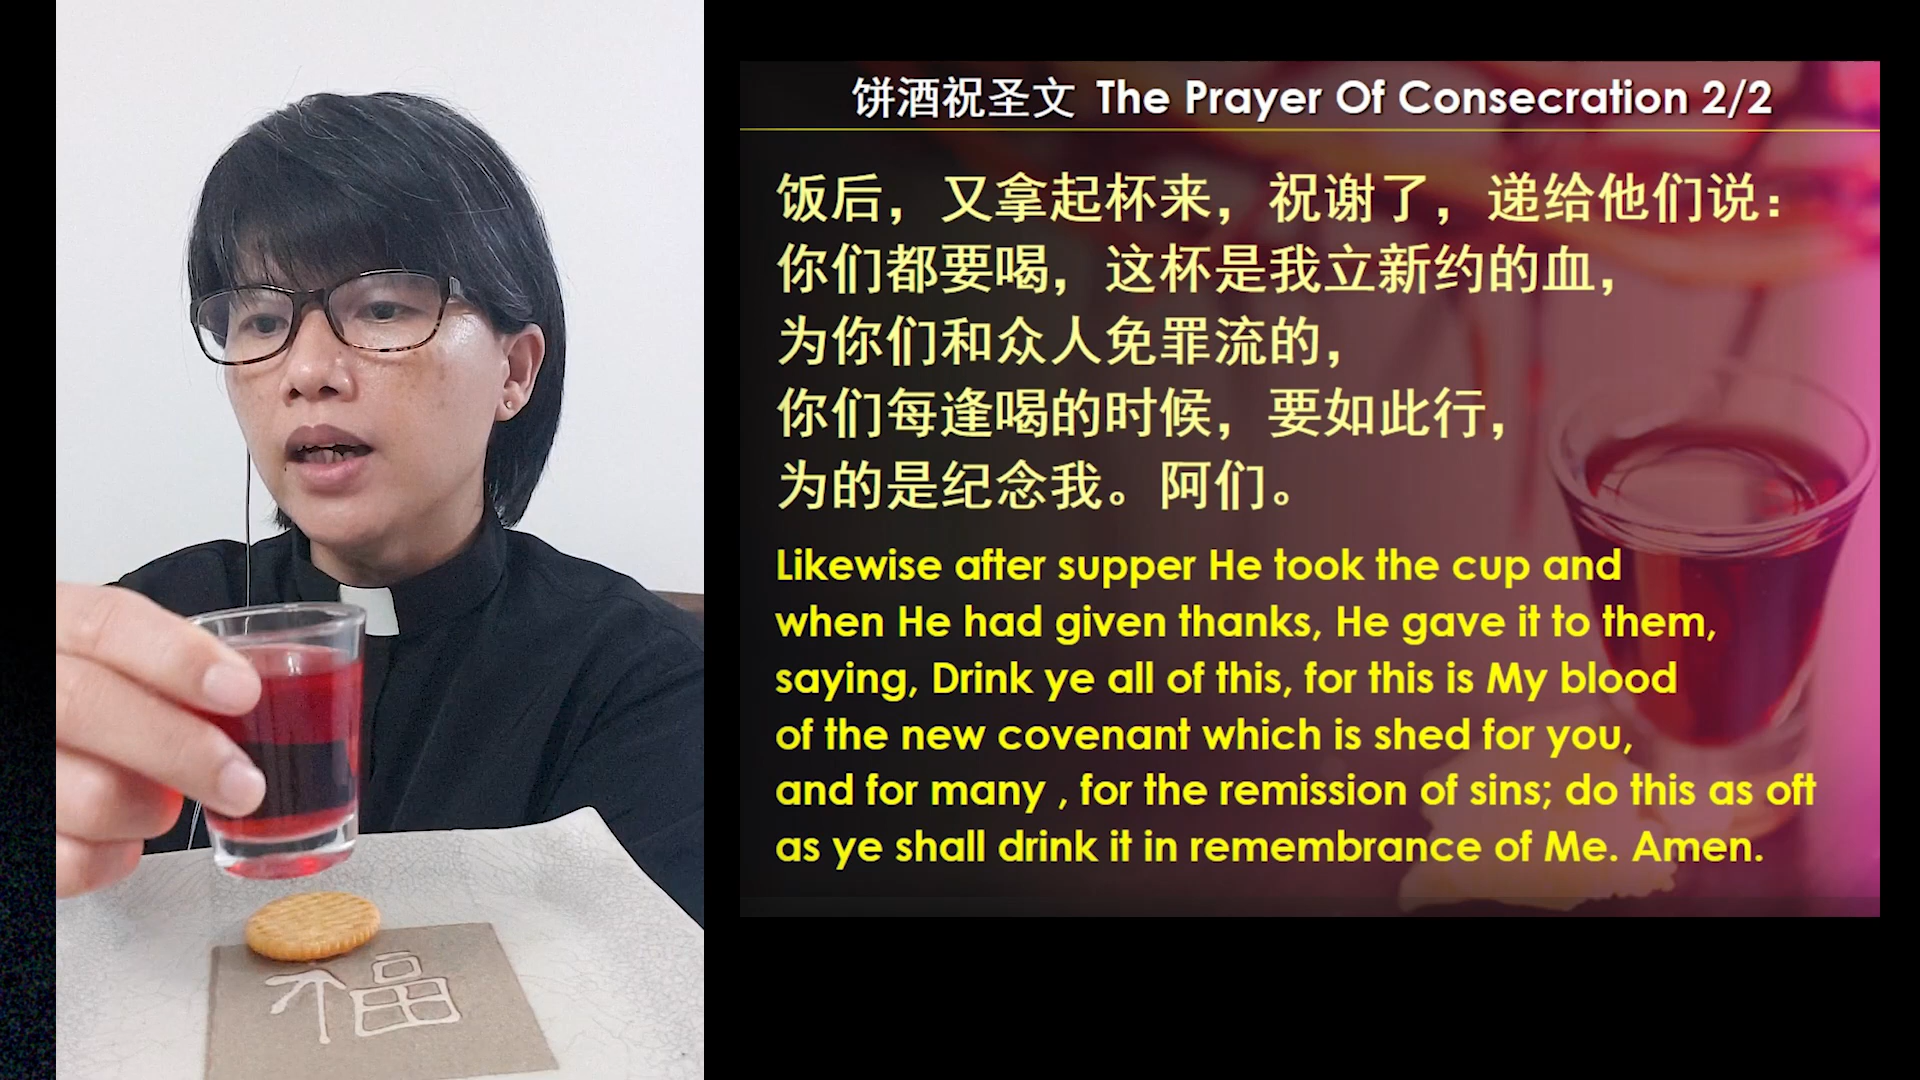 饼酒祝圣文 The Prayer Of Consecration 2/2
饭后，又拿起杯来，祝谢了，递给他们说：
你们都要喝，这杯是我立新约的血，
为你们和众人免罪流的，
你们每逢喝的时候，要如此行，
为的是纪念我。阿们。
Likewise after supper He took the cup and
when He had given thanks, He gave it to them,
saying, Drink ye all of this, for this is My blood
of the new covenant which is shed for you,
and for many , for the remission of sins; do this as oft
as ye shall drink it in remembrance of Me. Amen.
福